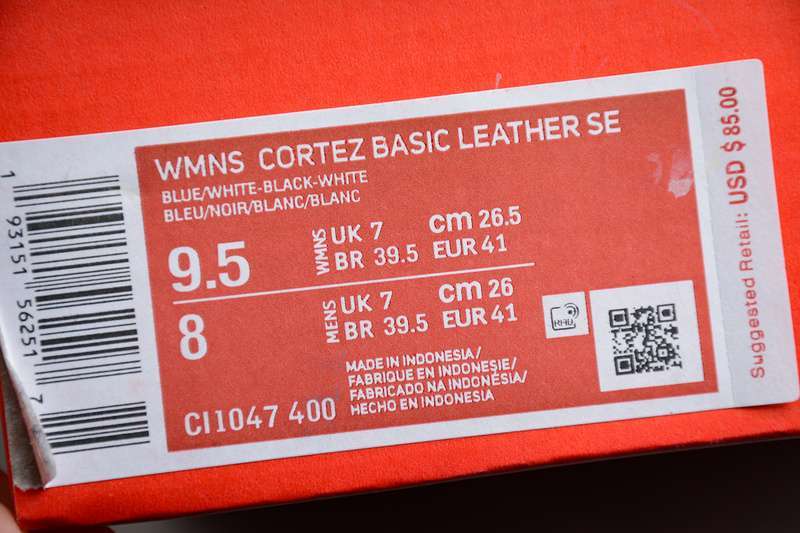 WMNS CORTEZ BASIC LEATHER SE
BLUE/WHITE-BLACK-WHITE
BLEU/NOIR/BLANC/BLANC
9.5
WMNS
UK 7 cm 26.5
BR 39.5 EUR 41
8
MENS
UK 7 cm 26
BR 39.5 EUR 41
MADE IN INDONESIA/
FABRIQUE EN INDONESIE/
FABRICADO NA INDONÉSIA/
HECHO EN INDONESIA
CI1047 400
1 93151 56251 7
Suggested Retail: USD $ 85.00